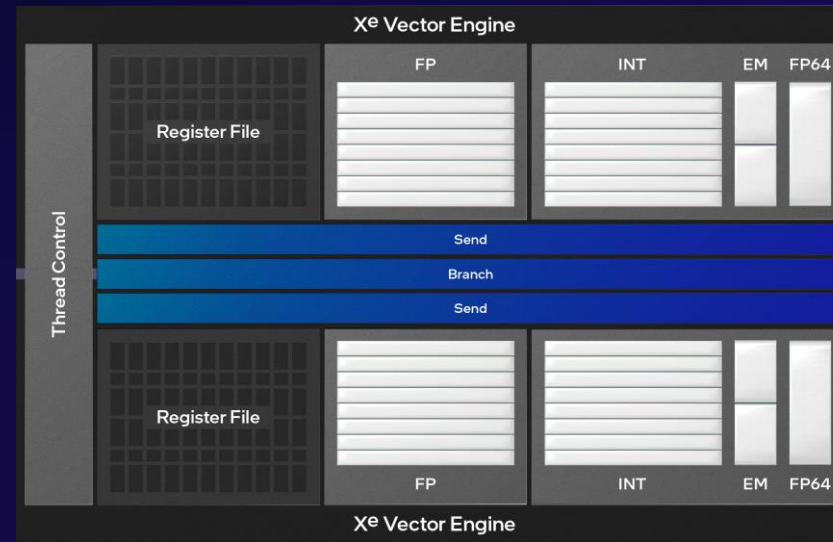 Xe Vector Engine
FP
INT
EM
FP64
Register File
Thread Control
Send
Branch
Send
Register File
FP
INT
EM
FP64
Xe Vector Engine